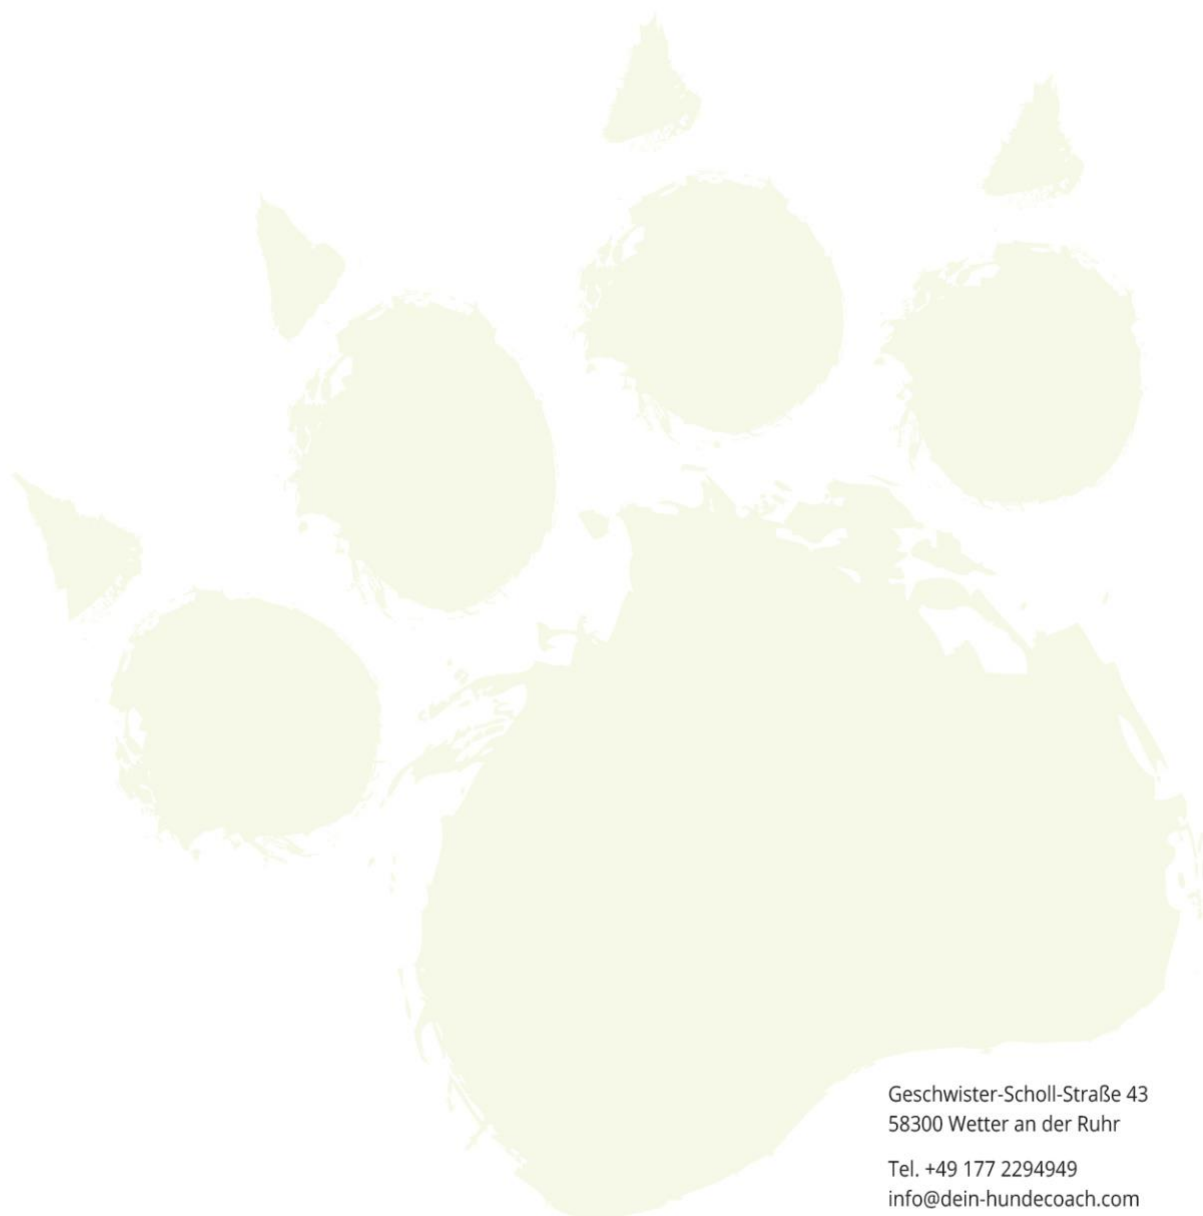 Geschwister-Scholl-Straße 43
58300 Wetter an der Ruhr
Tel. +49 177 2294949
info@dein-hundecoach.com